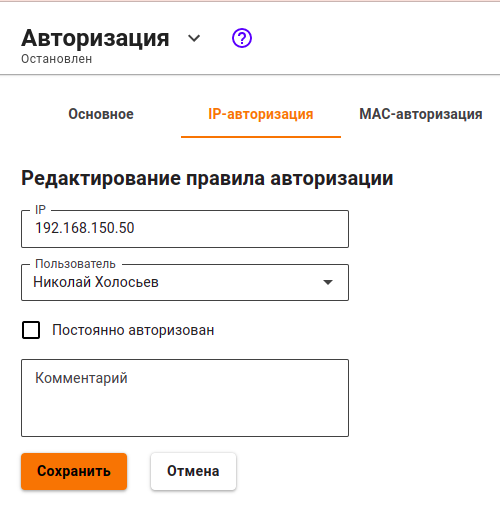 Авторизация
Остановлен
Основное IP-авторизация MAC-авторизация
Редактирование правила авторизации
IP
192.168.150.50
Пользователь
Николай Холосьев
Постоянно авторизован
Комментарий
Сохранить Отмена